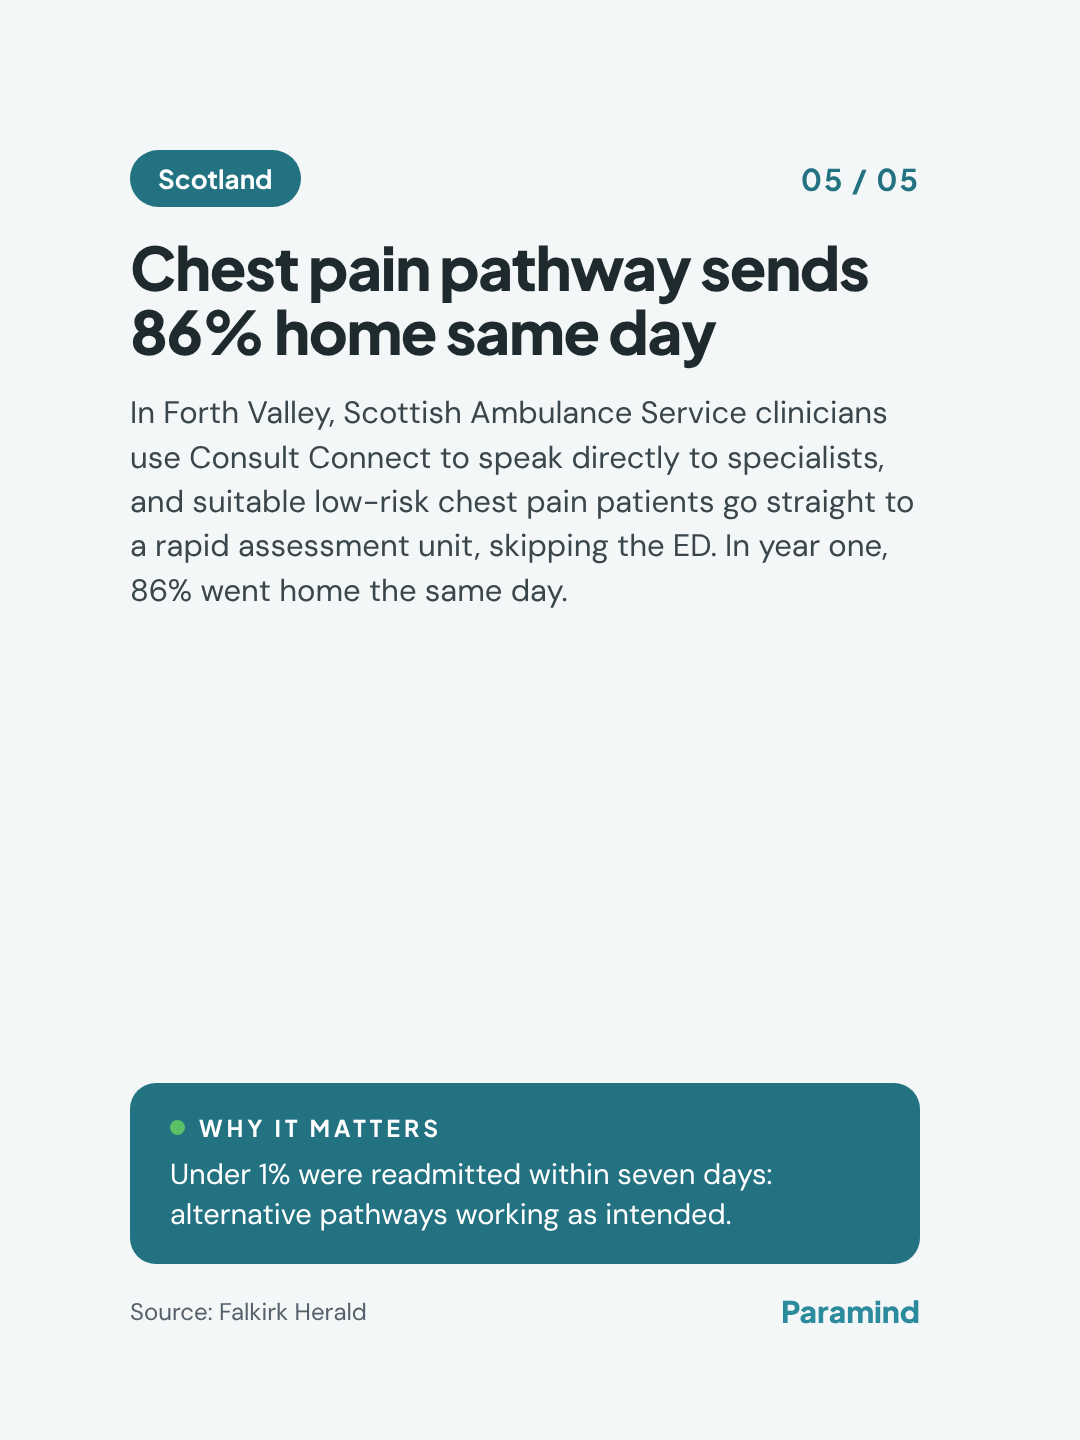 Scotland
05 / 05
Chest pain pathway sends
86% home same day
In Forth Valley, Scottish Ambulance Service clinicians
use Consult Connect to speak directly to specialists,
and suitable low-risk chest pain patients go straight to
a rapid assessment unit, skipping the ED. In year one,
86% went home the same day.
WHY IT MATTERS
Under 1% were readmitted within seven days:
alternative pathways working as intended.
Source: Falkirk Herald
Paramind